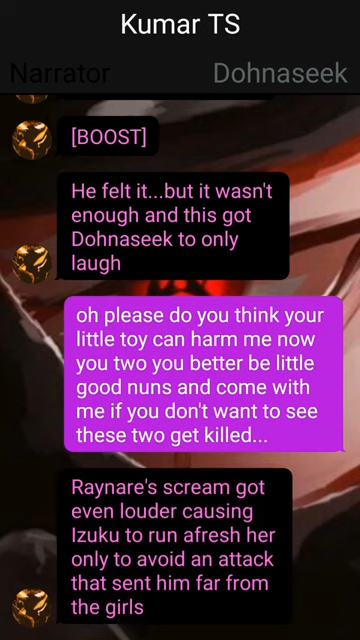 Kumar TS
Narrator
Dohnaseek
[BOOST]
He felt it...but it wasn't
enough and this got
Dohnaseek to only
laugh
oh please do you think your
little toy can harm me now
you two you better be little
good nuns and come with
me if you don't want to see
these two get killed...
Raynare's scream got
even louder causing
Izuku to run afresh her
only to avoid an attack
that sent him far from
the girls